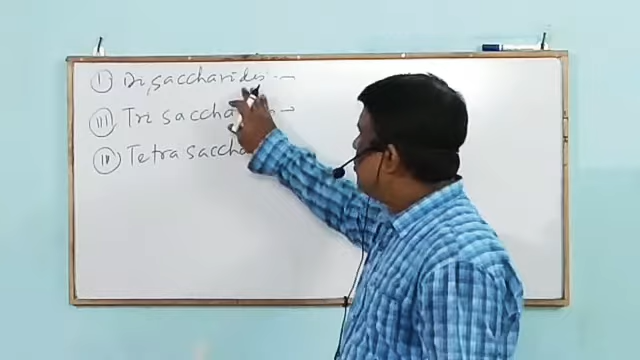 (I) Disaccharides -
(III) Tri saccha s -
(IV) Tetra saccha